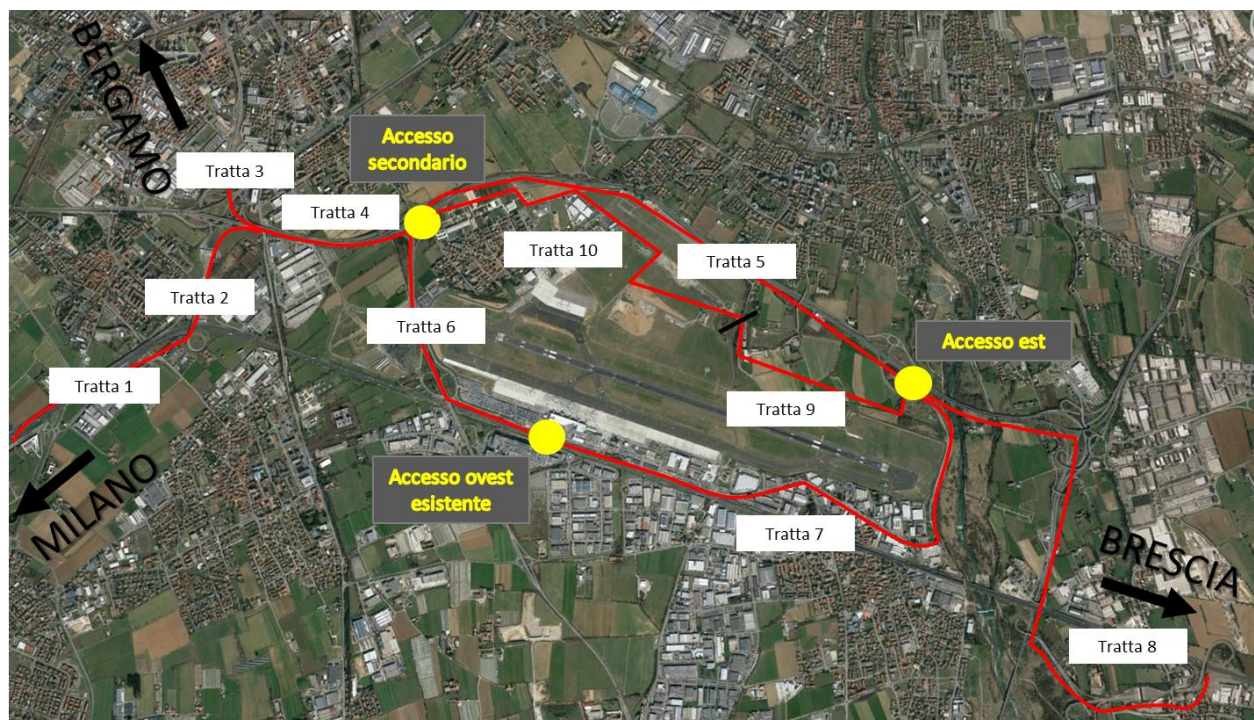 BERGAMO
Accesso
secondario
Tratta 3
Tratta 4
Tratta 10
Tratta 5
Tratta 2
Tratta 6
Accesso est
Tratta 1
Tratta 9
Accesso ovest
esistente
MILANO
Tratta 7
BRESCIA
Tratta 8